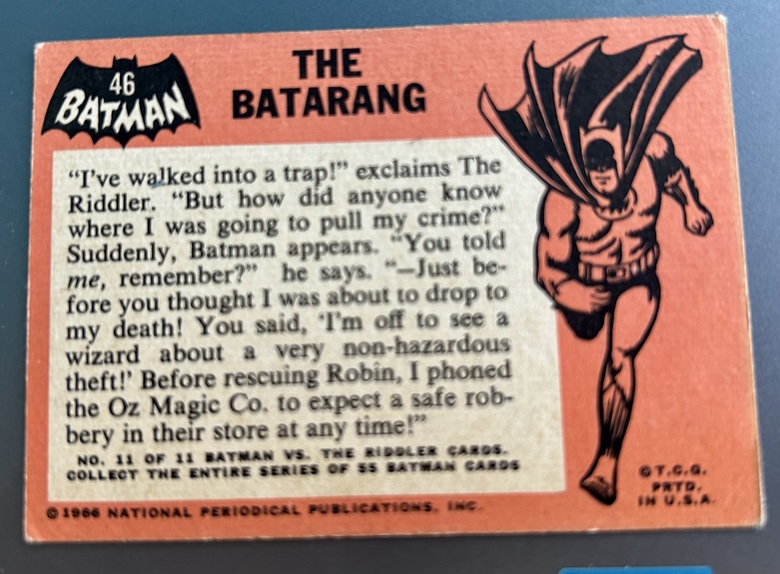 46
BATMAN
THE
BATARANG
“I’ve walked into a trap!” exclaims The
Riddler. “But how did anyone know
where I was going to pull my crime?”
Suddenly, Batman appears. “You told
me, remember?” he says. “—Just be-
fore you thought I was about to drop to
my death! You said, ‘I’m off to see a
wizard about a very non-hazardous
theft!’ Before rescuing Robin, I phoned
the Oz Magic Co. to expect a safe rob-
bery in their store at any time!”
NO. 11 OF 11 BATMAN VS. THE RIDDLER CARDS.
COLLECT THE ENTIRE SERIES OF 55 BATMAN CARDS
© T.C.G.
PRTD.
IN U.S.A.
© 1966 NATIONAL PERIODICAL PUBLICATIONS, INC.